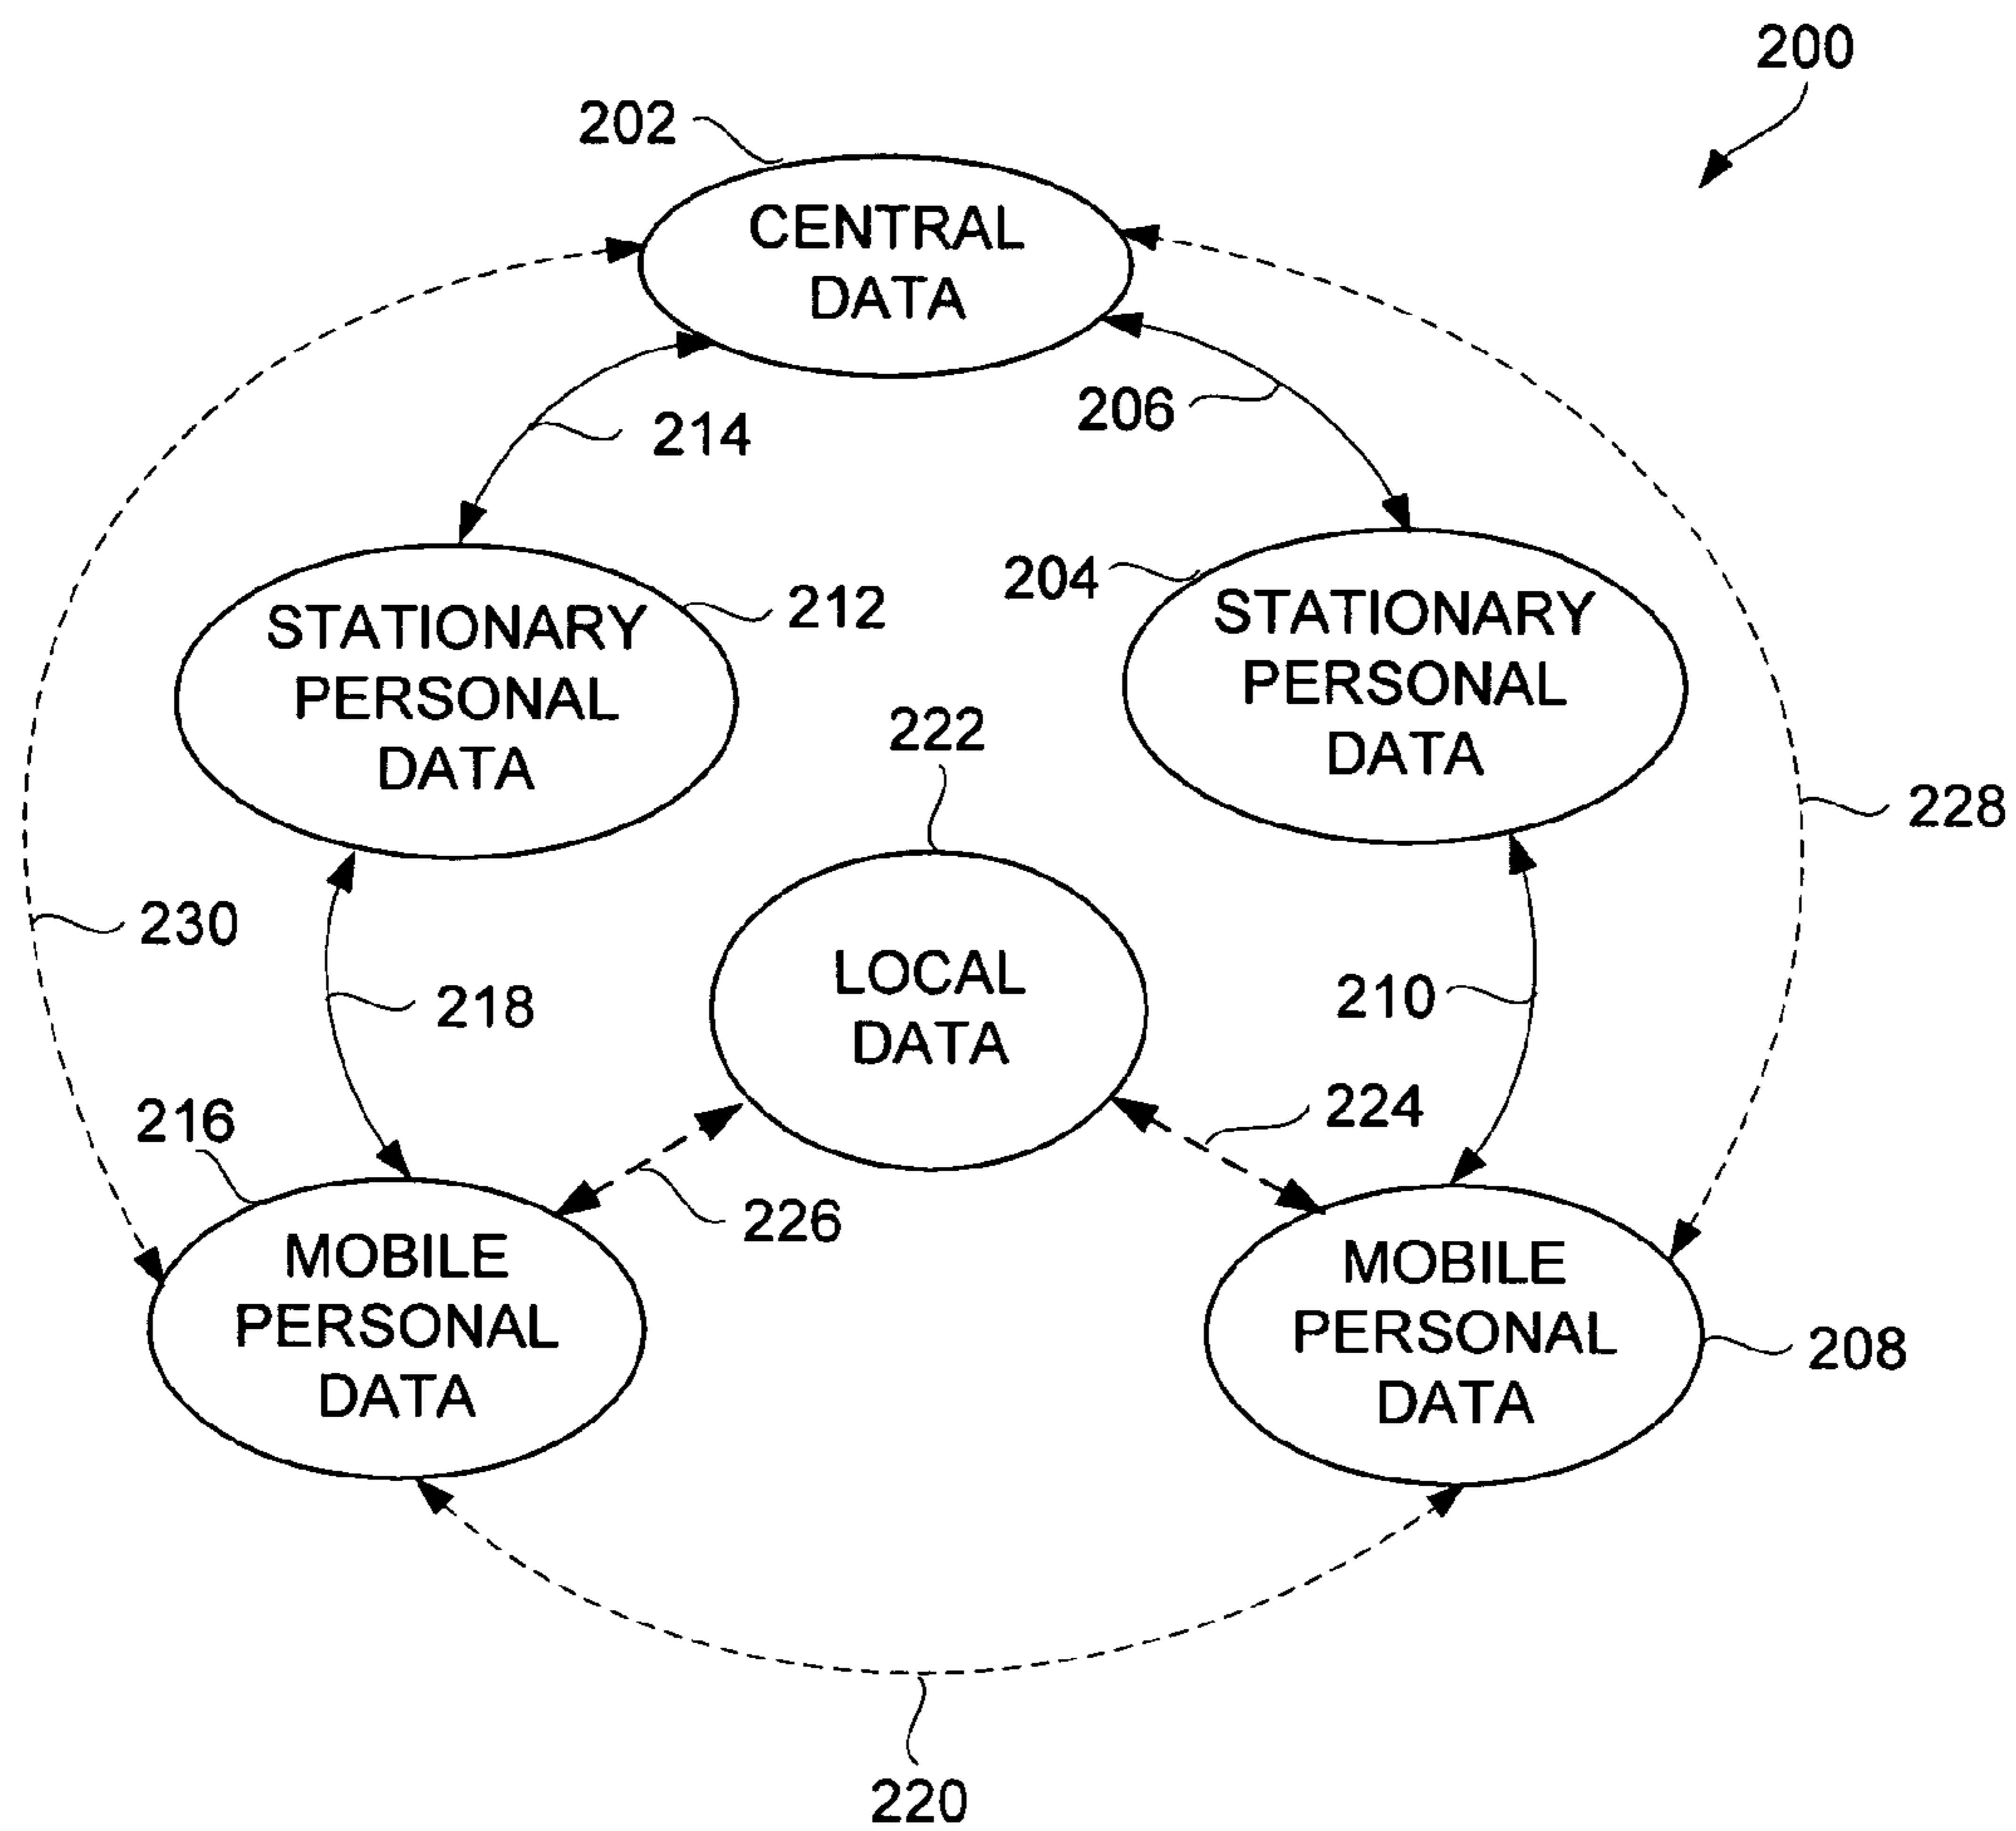 200
202
CENTRAL
DATA
206
214
204
STATIONARY
PERSONAL
DATA
212
STATIONARY
PERSONAL
DATA
222
228
230
LOCAL
DATA
218
210
216
224
226
MOBILE
PERSONAL
DATA
MOBILE
PERSONAL
DATA
208
220